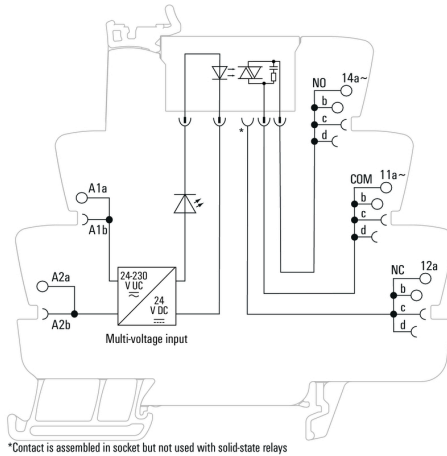 NO 14a~
b
c
d
*
COM 11a~
b
c
d
A1a
A1b
NC 12a
b
c
d
A2a
A2b
24-230
V UC
24
V DC
Multi-voltage input
*Contact is assembled in socket but not used with solid-state relays